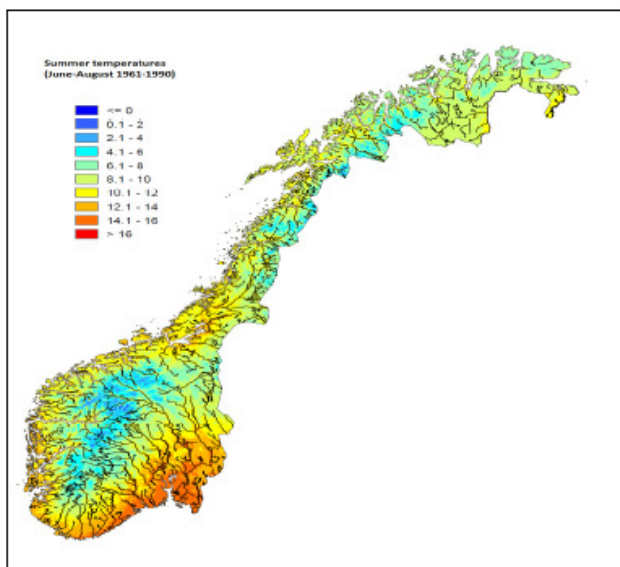 Summer temperatures
(June-August 1961-1990)
<= 0
0.1 - 2
2.1 - 4
4.1 - 6
6.1 - 8
8.1 - 10
10.1 - 12
12.1 - 14
14.1 - 16
> 16